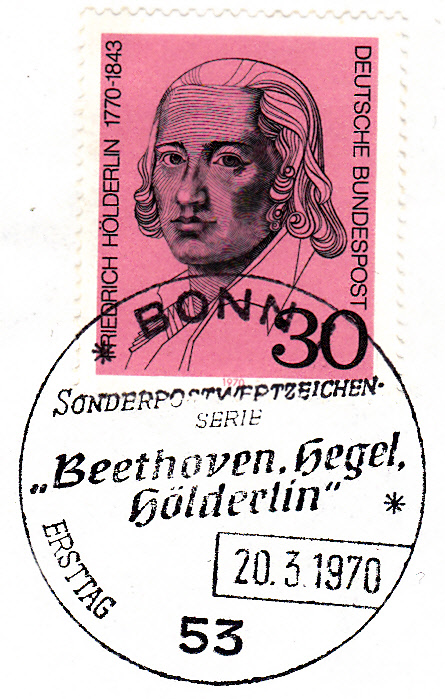 FRIEDRICH HÖLDERLIN 1770-1843
DEUTSCHE BUNDESPOST
30
1970
* BONN
SONDERPOSTWERTZEICHEN-
SERIE
„Beethoven, Hegel,
Hölderlin" *
ERSTTAG
20.3.1970
53